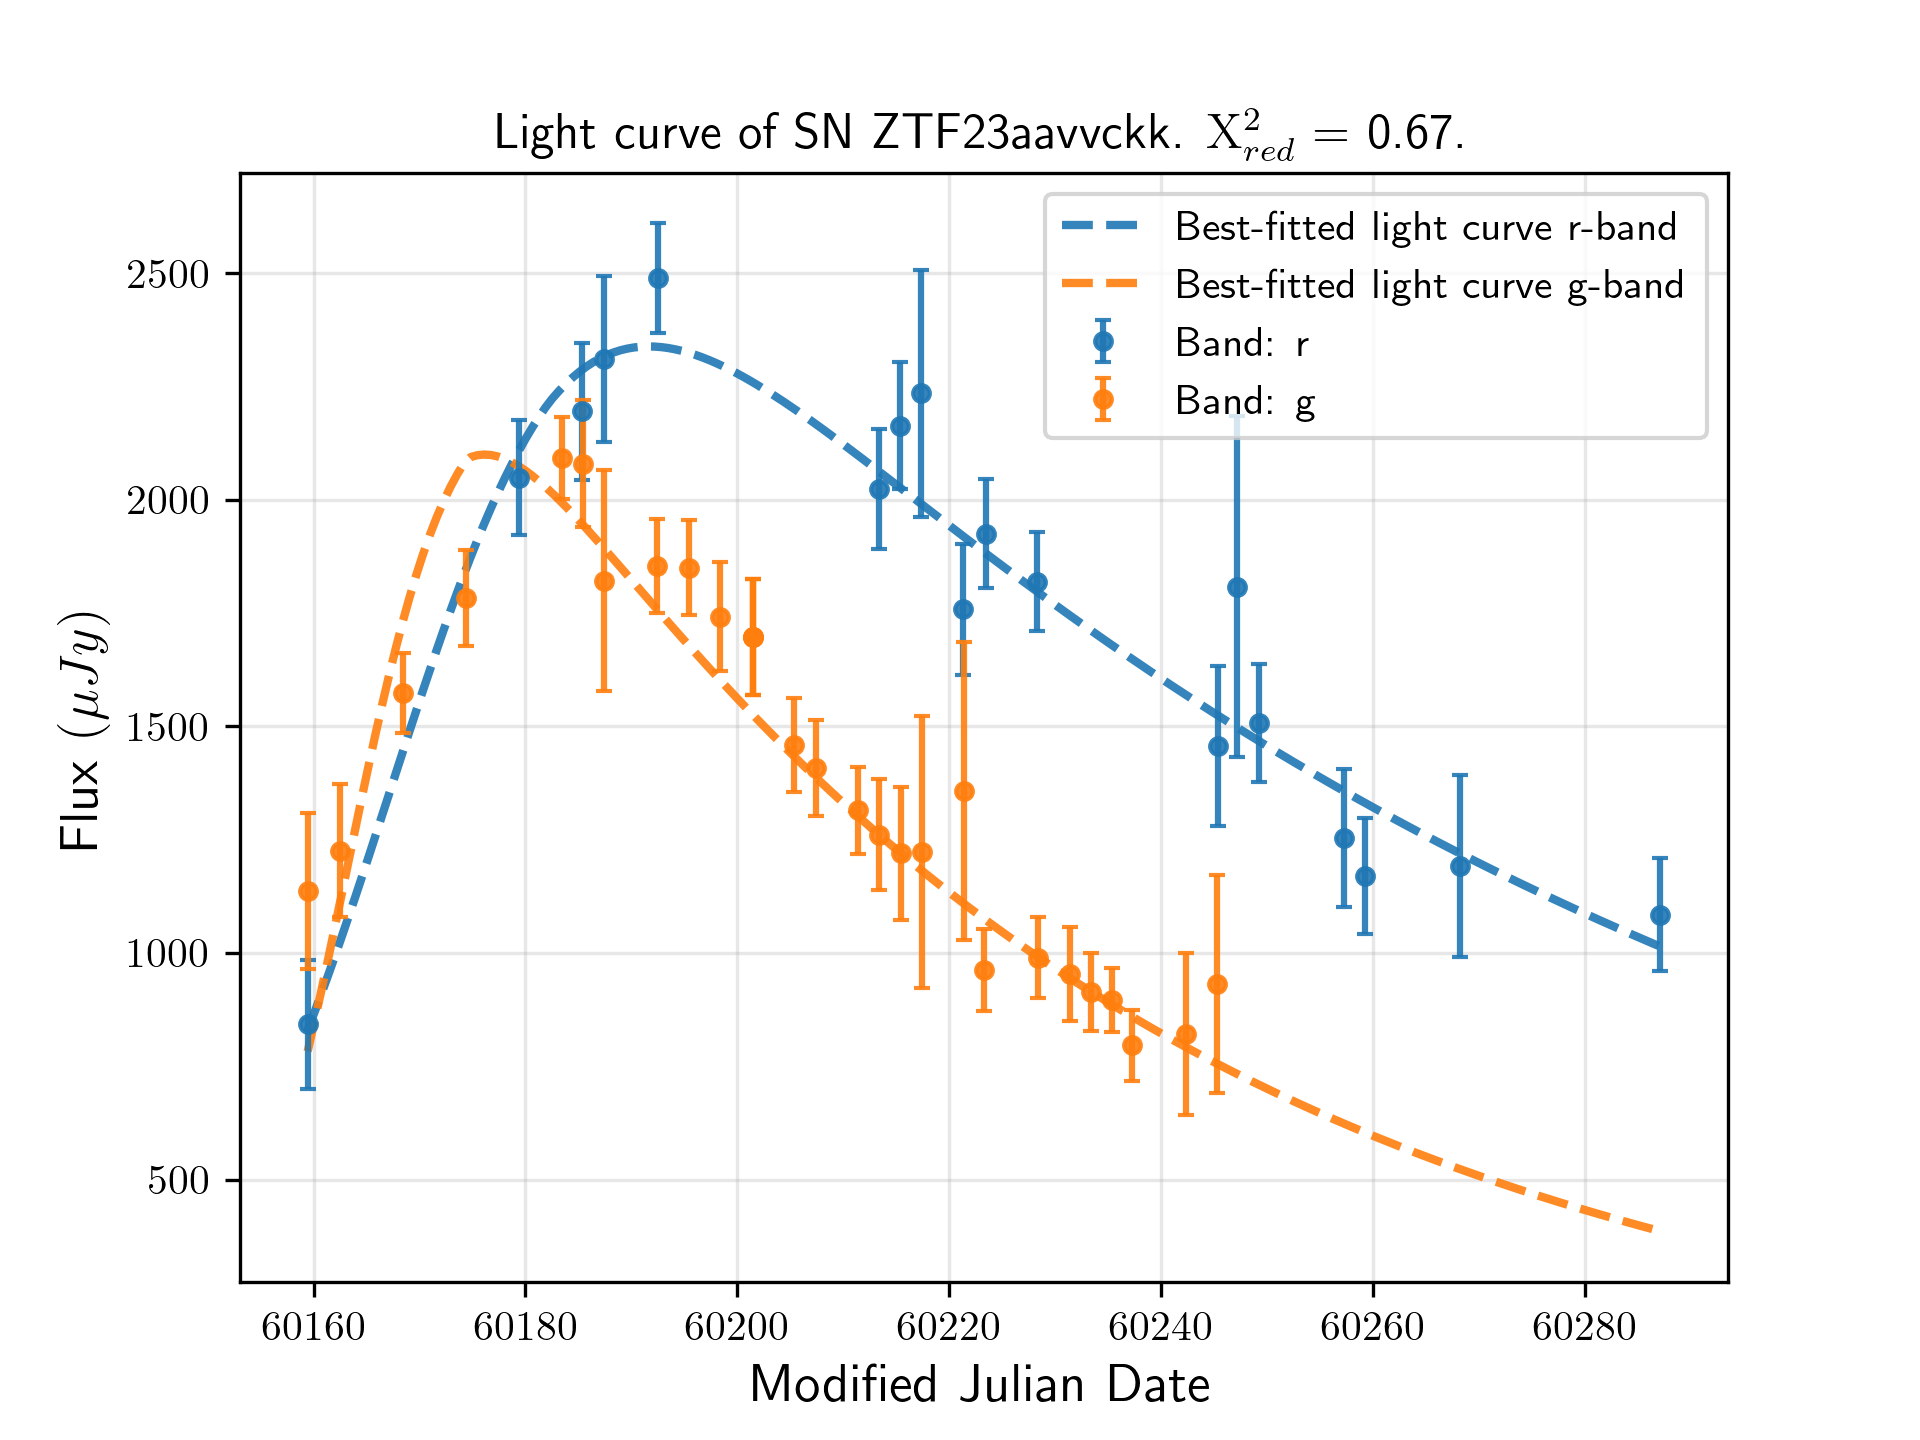 Light curve of SN ZTF23aavvckk. X²_red = 0.67.
Best-fitted light curve r-band
Best-fitted light curve g-band
Band: r
Band: g
Flux (μJy)
2500
2000
1500
1000
500
60160 60180 60200 60220 60240 60260 60280
Modified Julian Date